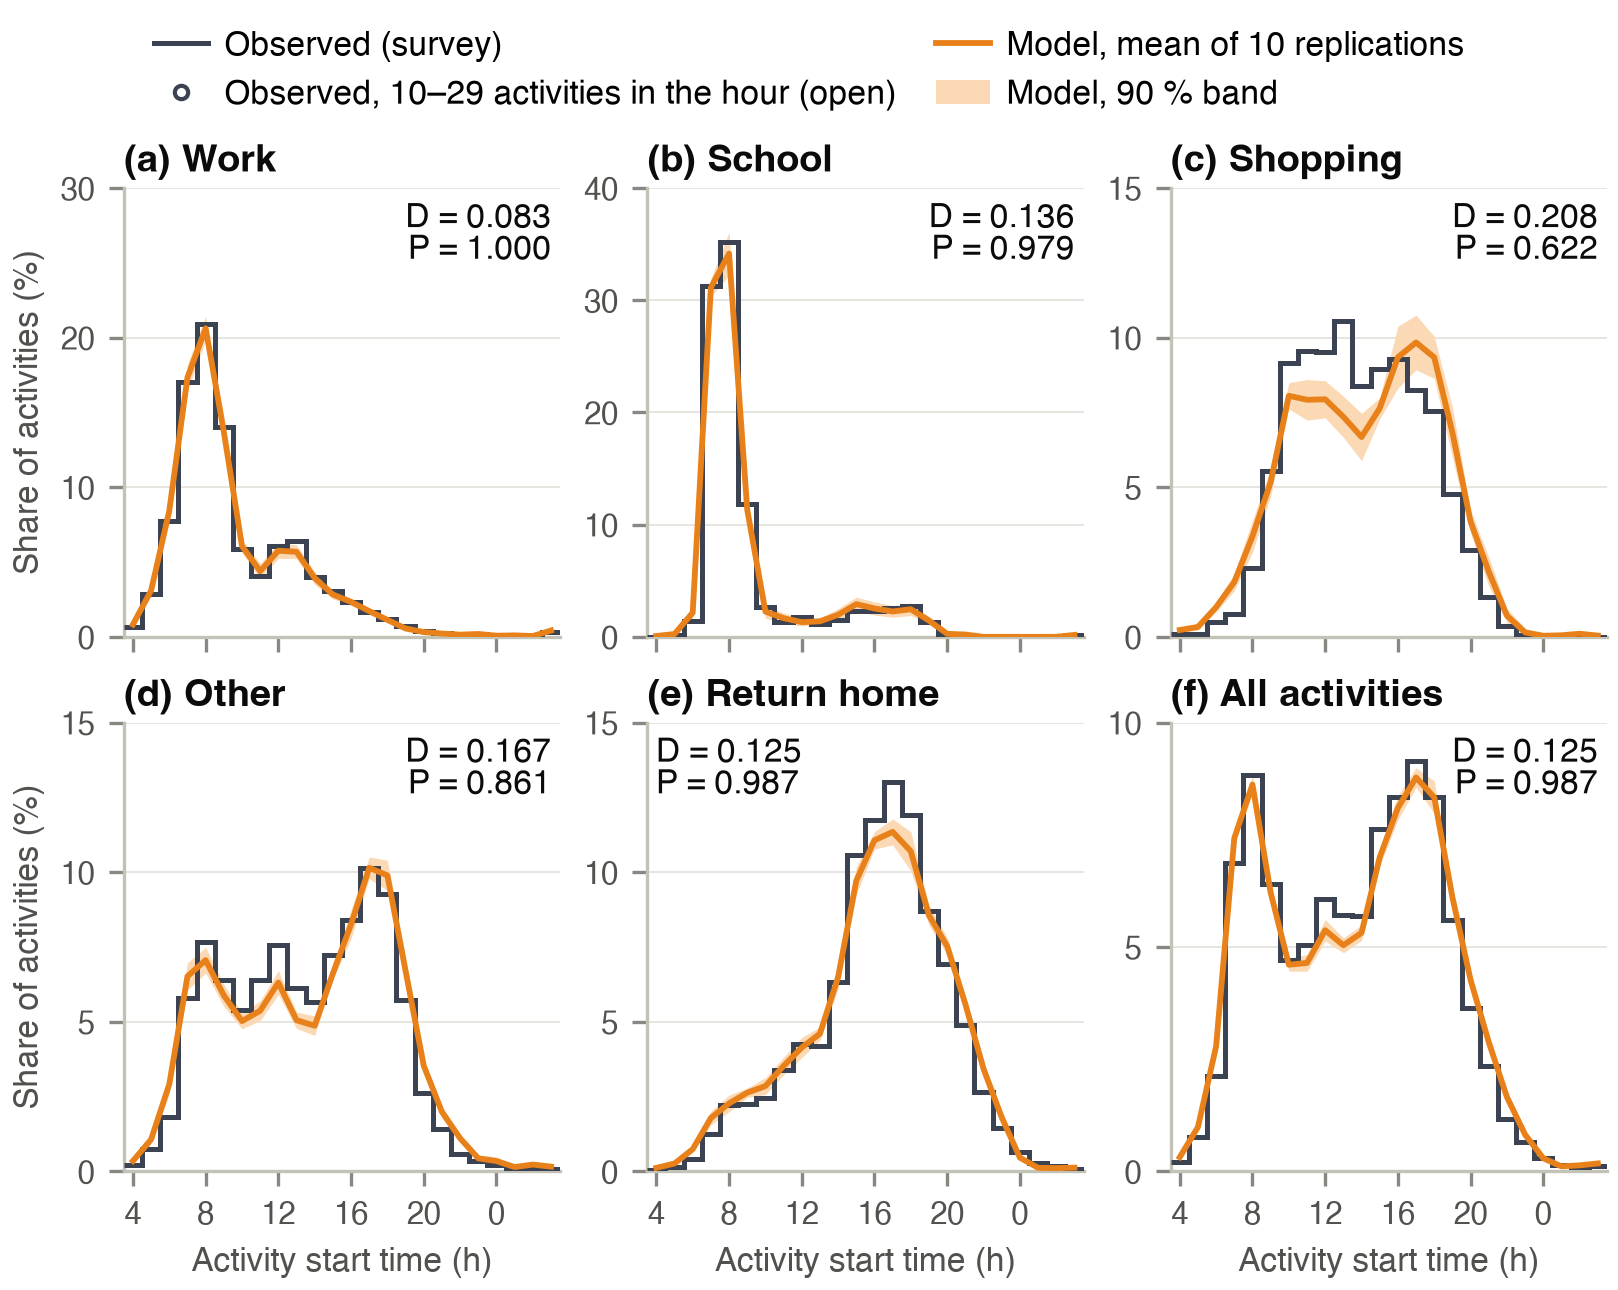 Observed (survey)
Model, mean of 10 replications
Observed, 10–29 activities in the hour (open)
Model, 90 % band
(a) Work
(b) School
(c) Shopping
30
20
10
0
Share of activities (%)
D = 0.083
P = 1.000
40
30
20
10
0
D = 0.136
P = 0.979
15
10
5
0
D = 0.208
P = 0.622
(d) Other
(e) Return home
(f) All activities
15
10
5
0
Share of activities (%)
D = 0.167
P = 0.861
15
10
5
0
D = 0.125
P = 0.987
10
5
0
D = 0.125
P = 0.987
4 8 12 16 20 0
4 8 12 16 20 0
4 8 12 16 20 0
Activity start time (h)
Activity start time (h)
Activity start time (h)